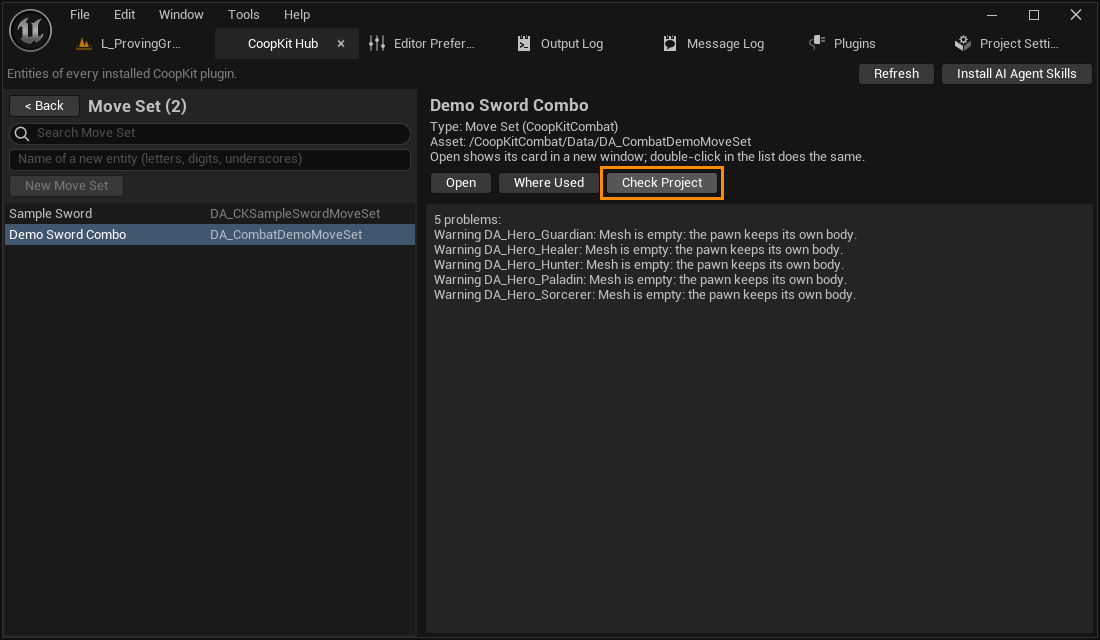 File Edit Window Tools Help
L_ProvingGr... CoopKit Hub Editor Prefer... Output Log Message Log Plugins Project Setti...
Entities of every installed CoopKit plugin. Refresh Install AI Agent Skills
< Back Move Set (2)
Search Move Set
Name of a new entity (letters, digits, underscores)
New Move Set
Sample Sword DA_CKSampleSwordMoveSet
Demo Sword Combo DA_CombatDemoMoveSet
Demo Sword Combo
Type: Move Set (CoopKitCombat)
Asset: /CoopKitCombat/Data/DA_CombatDemoMoveSet
Open shows its card in a new window; double-click in the list does the same.
Open Where Used Check Project
5 problems:
Warning DA_Hero_Guardian: Mesh is empty: the pawn keeps its own body.
Warning DA_Hero_Healer: Mesh is empty: the pawn keeps its own body.
Warning DA_Hero_Hunter: Mesh is empty: the pawn keeps its own body.
Warning DA_Hero_Paladin: Mesh is empty: the pawn keeps its own body.
Warning DA_Hero_Sorcerer: Mesh is empty: the pawn keeps its own body.